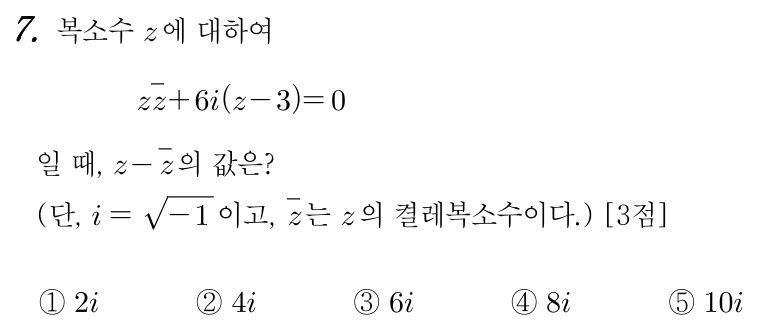 7. 복소수 z에 대하여
zz̄+6i(z-3)=0
일 때, z-z̄의 값은?
(단, i=√-1 이고, z̄는 z의 켤레복소수이다.) [3점]
① 2i ② 4i ③ 6i ④ 8i ⑤ 10i